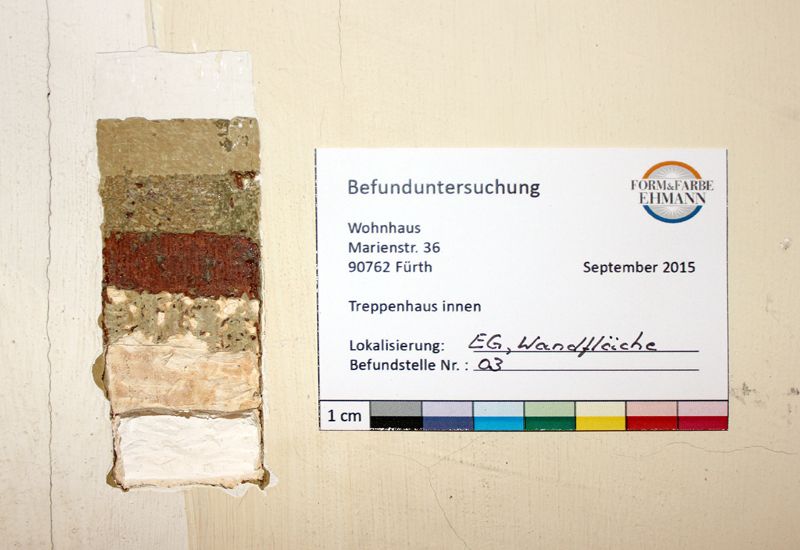 Befunduntersuchung
FORM&FARBE
EHMANN
Wohnhaus
Marienstr. 36
90762 Fürth
September 2015
Treppenhaus innen
Lokalisierung: EG, Wandfläche
Befundstelle Nr. : 03
1 cm